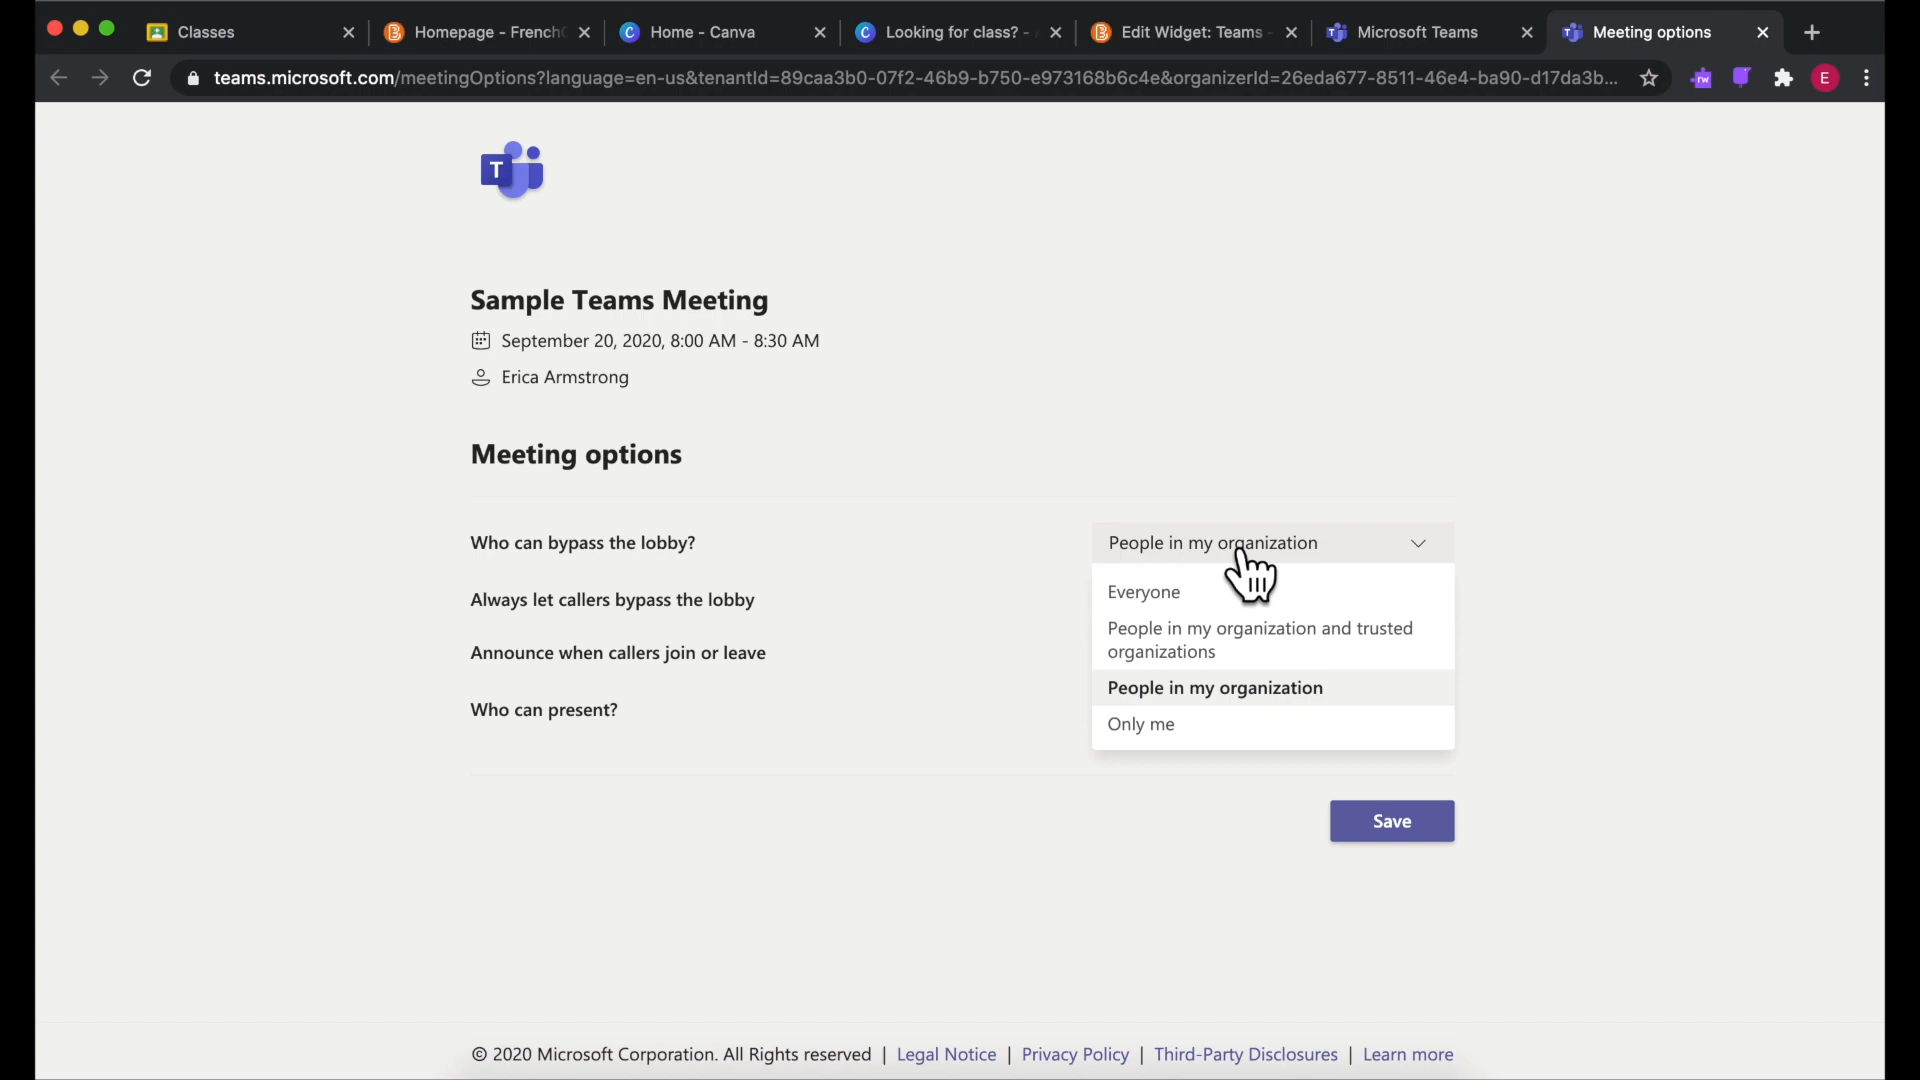 Classes
Homepage - French
Home - Canva
Looking for class? -
Edit Widget: Teams -
Microsoft Teams
Meeting options
teams.microsoft.com/meetingOptions?language=en-us&tenantId=89caa3b0-07f2-46b9-b750-e973168b6c4e&organizerId=26eda677-8511-46e4-ba90-d17da3b...
rw
E
T
Sample Teams Meeting
September 20, 2020, 8:00 AM - 8:30 AM
Erica Armstrong
Meeting options
Who can bypass the lobby?
People in my organization
Everyone
Always let callers bypass the lobby
People in my organization and trusted
organizations
Announce when callers join or leave
People in my organization
Who can present?
Only me
Save
© 2020 Microsoft Corporation. All Rights reserved | Legal Notice | Privacy Policy | Third-Party Disclosures | Learn more